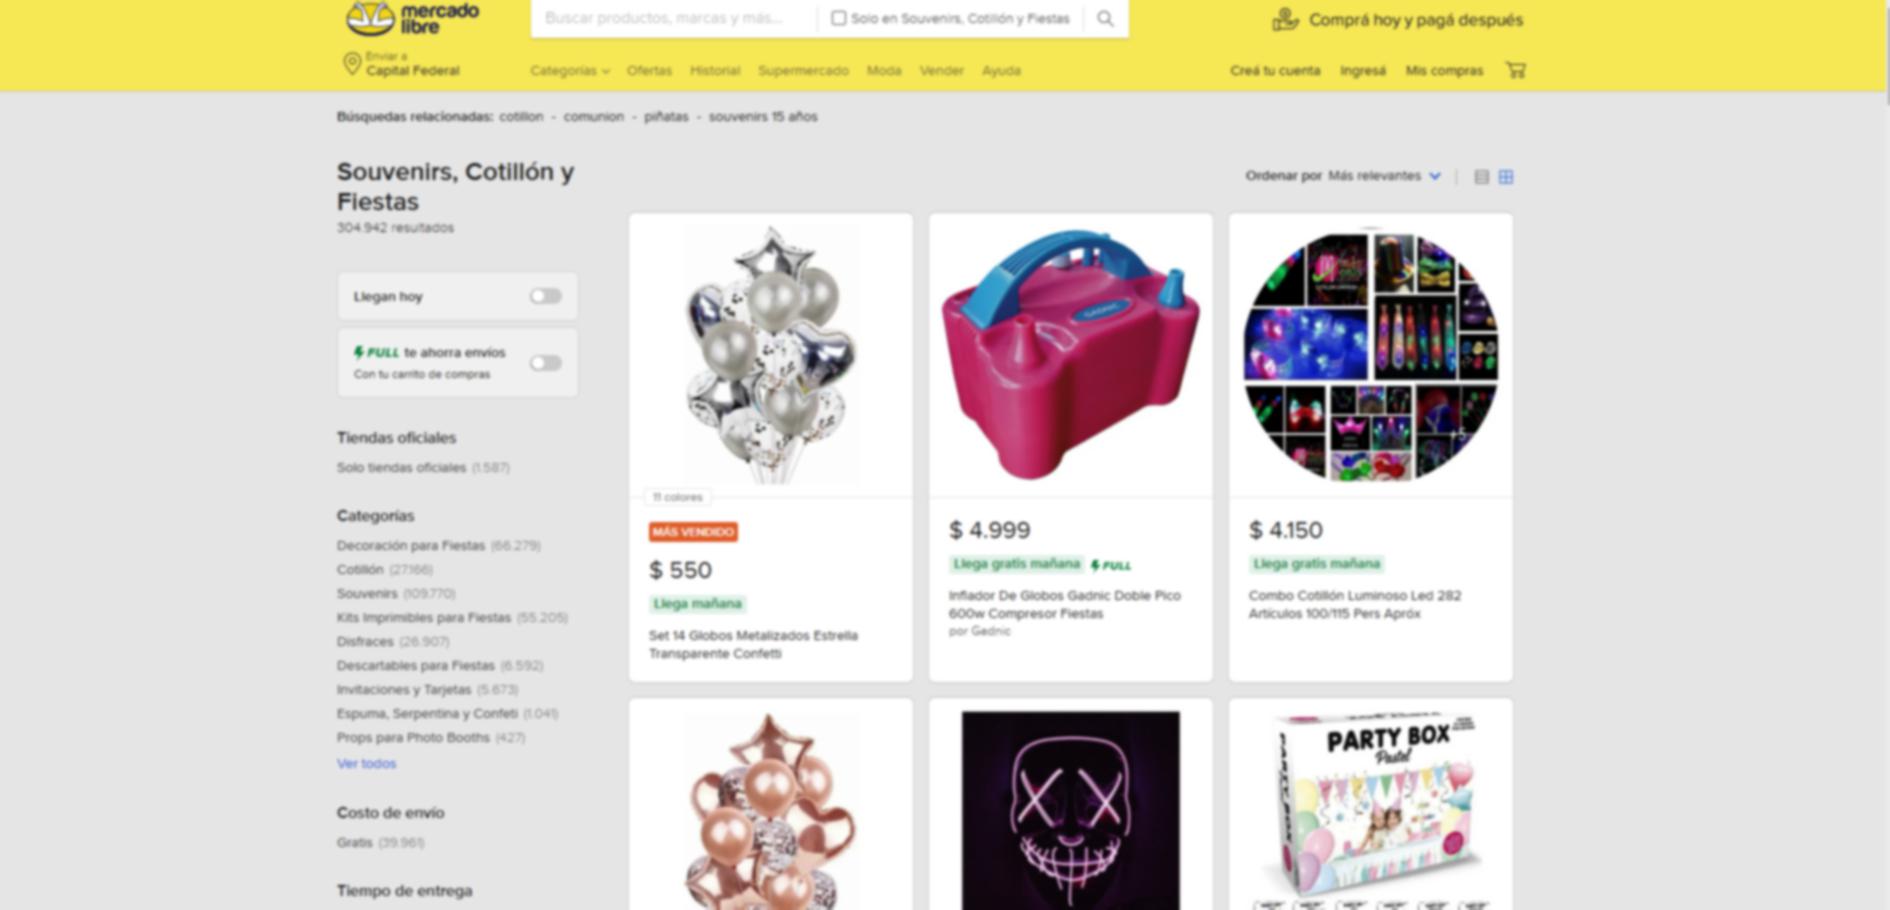 mercado
libre
Buscar productos, marcas y más...
Solo en Souvenirs, Cotillón y Fiestas
Comprá hoy y pagá después
Enviar a
Capital Federal
Categorías
Ofertas
Historial
Supermercado
Moda
Vender
Ayuda
Creá tu cuenta
Ingresá
Mis compras
Búsquedas relacionadas: cotillon - comunion - piñatas - souvenirs 15 años
Souvenirs, Cotillón y
Fiestas
304.942 resultados
Ordenar por Más relevantes
Llegan hoy
FULL te ahorra envíos
Con tu carrito de compras
Tiendas oficiales
Solo tiendas oficiales (1.587)
Categorías
Decoración para Fiestas (66.279)
Cotillón (27.166)
Souvenirs (109.770)
Kits Imprimibles para Fiestas (55.205)
Disfraces (26.907)
Descartables para Fiestas (6.592)
Invitaciones y Tarjetas (5.673)
Espuma, Serpentina y Confeti (1.041)
Props para Photo Booths (427)
Ver todos
Costo de envío
Gratis (39.961)
Tiempo de entrega
11 colores
MÁS VENDIDO
$ 550
Llega mañana
Set 14 Globos Metalizados Estrella
Transparente Confetti
GADNIC
$ 4.999
Llega gratis mañana FULL
Inflador De Globos Gadnic Doble Pico
600w Compresor Fiestas
por Gadnic
+5
$ 4.150
Llega gratis mañana
Combo Cotillón Luminoso Led 282
Artículos 100/115 Pers Apróx
PARTY BOX
Pastel
PARTY BOX